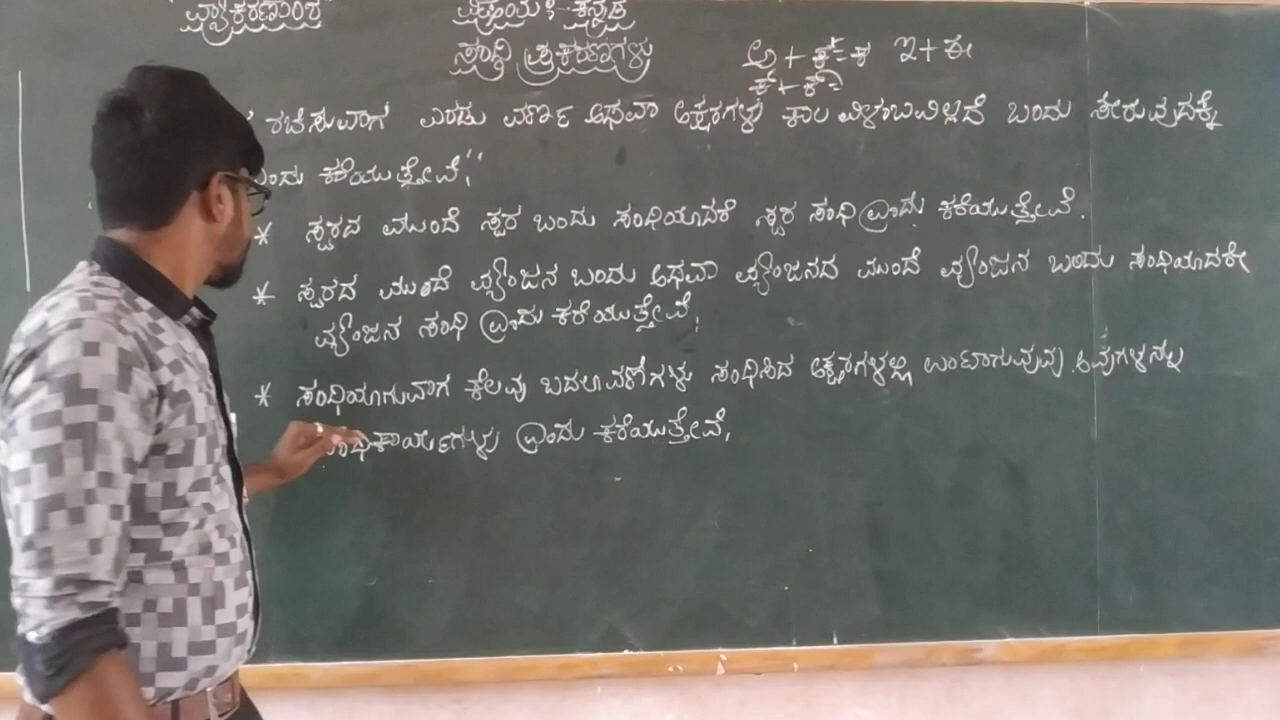 ವ್ಯಾಕರಣಾಂಶ ವಿಷಯ: ಕನ್ನಡ
ಸಂಧಿ ಪ್ರಕರಣಗಳು ಅ + ಕ್ = ಕ ಇ + ಈ
ಕ್ + ಕ್ =
ರಚಿಸುವಾಗ ಎರಡು ವರ್ಣ ಅಥವಾ ಅಕ್ಷರಗಳು ಕಾಲ ವಿಳಂಬವಿಲ್ಲದೆ ಬಂದು ಸೇರುವುದಕ್ಕೆ
ಎಂದು ಕರೆಯುತ್ತೇವೆ."
* ಸ್ವರದ ಮುಂದೆ ಸ್ವರ ಬಂದು ಸಂಧಿಯಾದರೆ ಸ್ವರ ಸಂಧಿ ಎಂದು ಕರೆಯುತ್ತೇವೆ.
* ಸ್ವರದ ಮುಂದೆ ವ್ಯಂಜನ ಬಂದು ಅಥವಾ ವ್ಯಂಜನದ ಮುಂದೆ ವ್ಯಂಜನ ಬಂದು ಸಂಧಿಯಾದರೇ
ವ್ಯಂಜನ ಸಂಧಿ ಎಂದು ಕರೆಯುತ್ತೇವೆ.
* ಸಂಧಿಯಾಗುವಾಗ ಕೆಲವು ಬದಲಾವಣೆಗಳು ಸಂಧಿಸಿದ ಅಕ್ಷರಗಳಲ್ಲಿ ಉಂಟಾಗುವುವು. ಅವುಗಳನ್ನು
ಸಂಧಿಕಾರ್ಯಗಳು ಎಂದು ಕರೆಯುತ್ತೇವೆ.